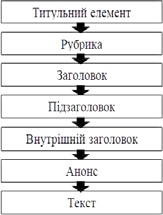 Титульний елемент
Рубрика
Заголовок
Підзаголовок
Внутрішній заголовок
Анонс
Текст